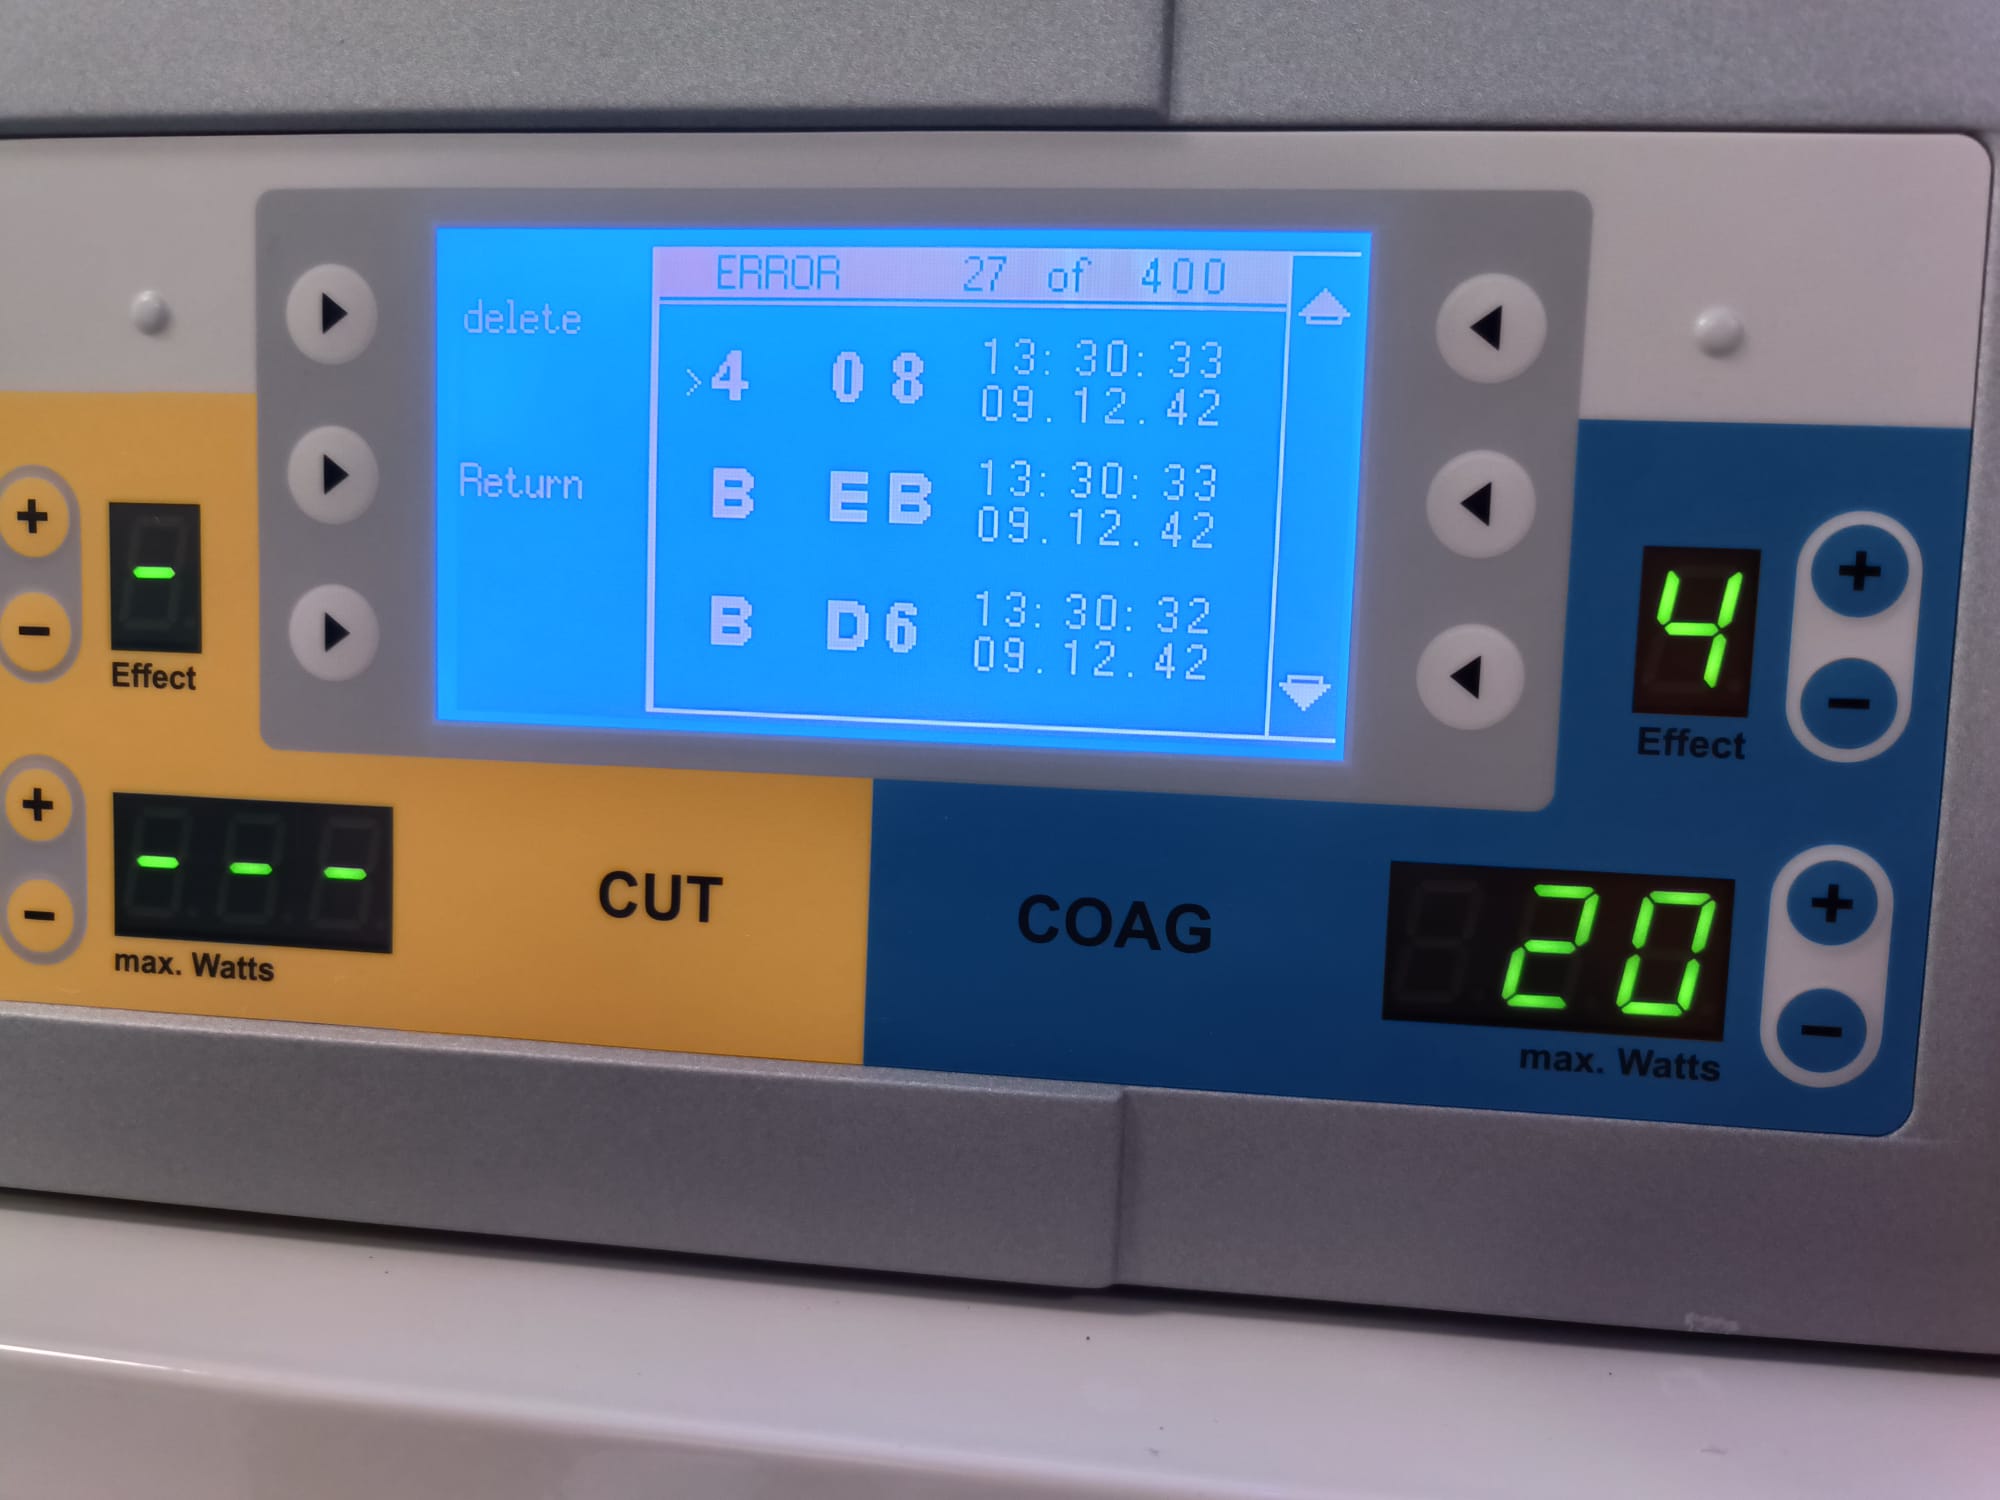 ERROR 27 of 400
delete
>4 08 13:30:33
09.12.42
Return
B EB 13:30:33
09.12.42
B D6 13:30:32
09.12.42
+
-
-
Effect
+
-
---
max. Watts
CUT
COAG
4
Effect
+
-
20
max. Watts
+
-